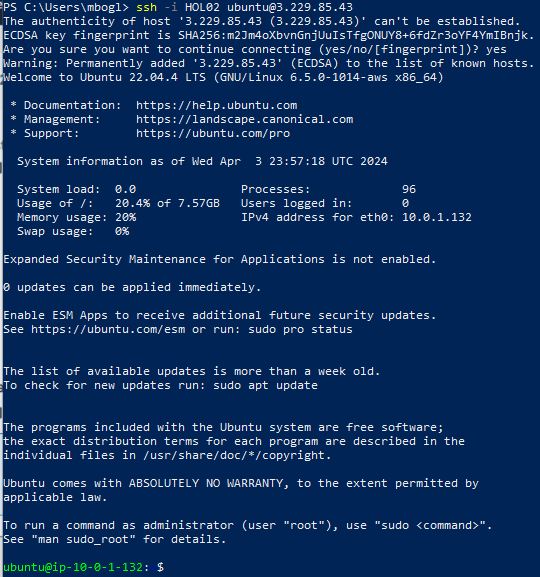 PS C:\Users\mbogl> ssh -i HOL02 ubuntu@3.229.85.43
The authenticity of host '3.229.85.43 (3.229.85.43)' can't be established.
ECDSA key fingerprint is SHA256:m2Jm4oXbvnGnjUuIsTfgONUY8+6fdZr3oYF4YmIBnjk.
Are you sure you want to continue connecting (yes/no/[fingerprint])? yes
Warning: Permanently added '3.229.85.43' (ECDSA) to the list of known hosts.
Welcome to Ubuntu 22.04.4 LTS (GNU/Linux 6.5.0-1014-aws x86_64)

 * Documentation:  https://help.ubuntu.com
 * Management:     https://landscape.canonical.com
 * Support:        https://ubuntu.com/pro

  System information as of Wed Apr  3 23:57:18 UTC 2024

  System load:  0.0               Processes:             96
  Usage of /:   20.4% of 7.57GB   Users logged in:       0
  Memory usage: 20%               IPv4 address for eth0: 10.0.1.132
  Swap usage:   0%

Expanded Security Maintenance for Applications is not enabled.

0 updates can be applied immediately.

Enable ESM Apps to receive additional future security updates.
See https://ubuntu.com/esm or run: sudo pro status

The list of available updates is more than a week old.
To check for new updates run: sudo apt update

The programs included with the Ubuntu system are free software;
the exact distribution terms for each program are described in the
individual files in /usr/share/doc/*/copyright.

Ubuntu comes with ABSOLUTELY NO WARRANTY, to the extent permitted by
applicable law.

To run a command as administrator (user "root"), use "sudo <command>".
See "man sudo_root" for details.

ubuntu@ip-10-0-1-132: $